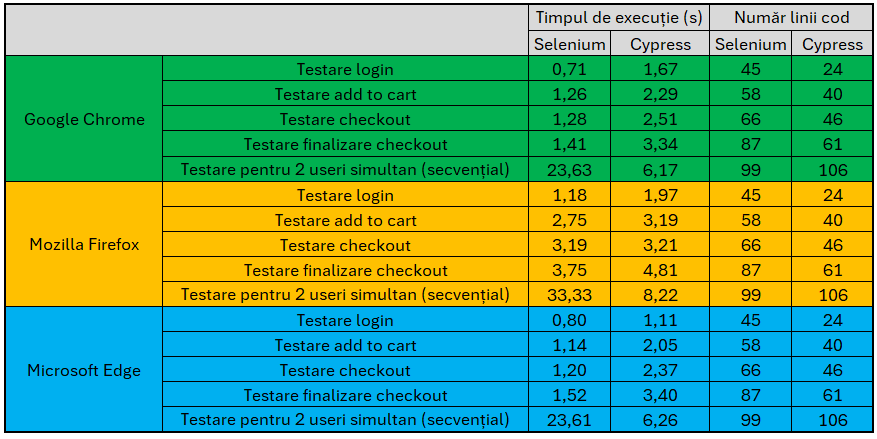 Timpul de execuție (s) Număr linii cod
Selenium Cypress Selenium Cypress
Google Chrome
Testare login 0,71 1,67 45 24
Testare add to cart 1,26 2,29 58 40
Testare checkout 1,28 2,51 66 46
Testare finalizare checkout 1,41 3,34 87 61
Testare pentru 2 useri simultan (secvențial) 23,63 6,17 99 106
Mozilla Firefox
Testare login 1,18 1,97 45 24
Testare add to cart 2,75 3,19 58 40
Testare checkout 3,19 3,21 66 46
Testare finalizare checkout 3,75 4,81 87 61
Testare pentru 2 useri simultan (secvențial) 33,33 8,22 99 106
Microsoft Edge
Testare login 0,80 1,11 45 24
Testare add to cart 1,14 2,05 58 40
Testare checkout 1,20 2,37 66 46
Testare finalizare checkout 1,52 3,40 87 61
Testare pentru 2 useri simultan (secvențial) 23,61 6,26 99 106